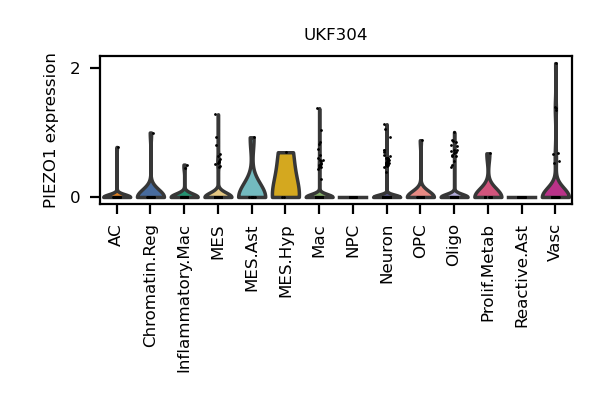 UKF304
PIEZO1 expression
2
0
AC
Chromatin.Reg
Inflammatory.Mac
MES
MES.Ast
MES.Hyp
Mac
NPC
Neuron
OPC
Oligo
Prolif.Metab
Reactive.Ast
Vasc